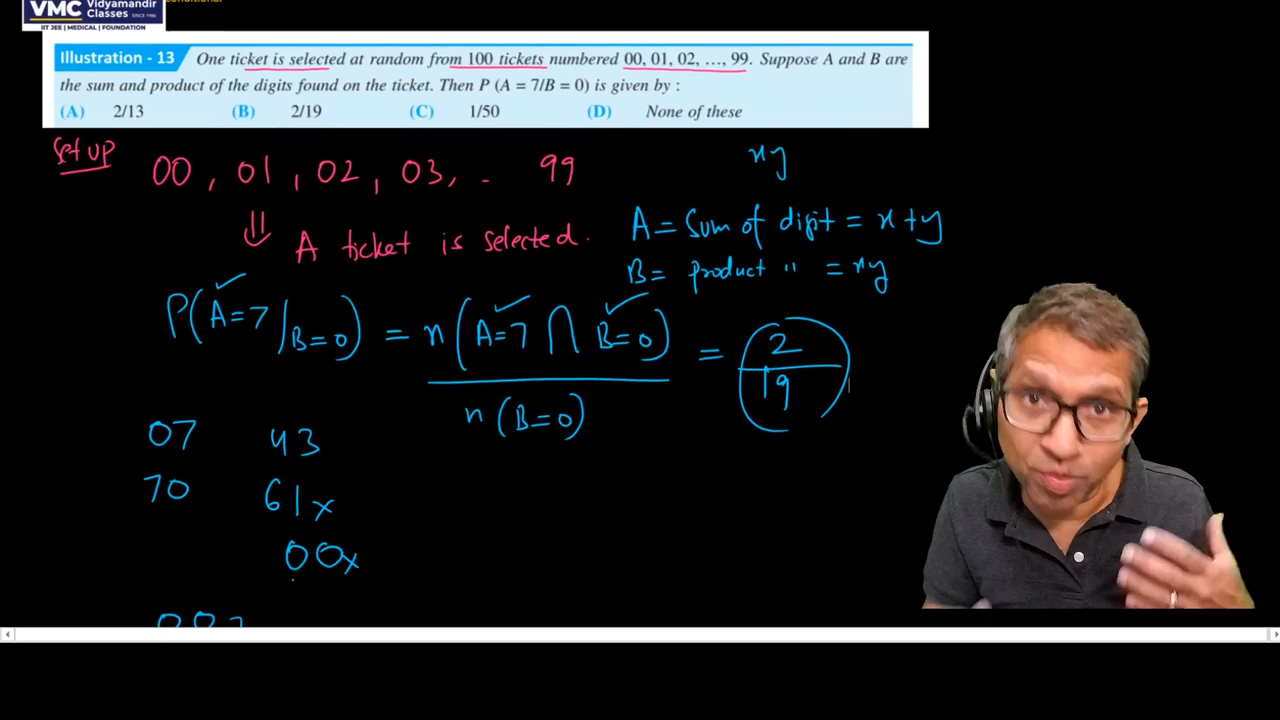 VMC Vidyamandir
Classes SINCE 1986
IIT JEE | MEDICAL | FOUNDATION
Illustration - 13 One ticket is selected at random from 100 tickets numbered 00, 01, 02, ..., 99. Suppose A and B are
the sum and product of the digits found on the ticket. Then P (A = 7/B = 0) is given by :
(A) 2/13 (B) 2/19 (C) 1/50 (D) None of these
Set up
00, 01, 02, 03, . 99
xy
⇓ A ticket is selected.
A = Sum of digit = x + y
B = product " = xy
P(A=7/B=0) = n(A=7 ∩ B=0) / n(B=0) = 2/19
07 43
70 61x
00x